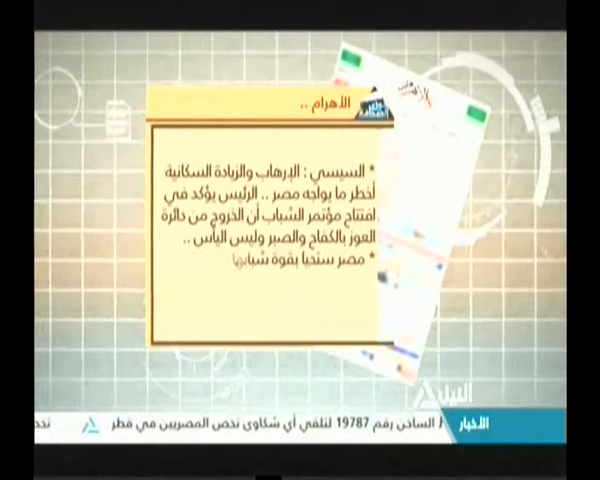 الأهرام ..
* السيسي : الإرهاب والزيادة السكانية
أخطر ما يواجه مصر .. الرئيس يؤكد في
افتتاح مؤتمر الشباب أن الخروج من دائرة
العوز بالكفاح والصبر وليس اليأس ..
* مصر ستحيا بقوة شبابها
النيل
الأخبار
الساخن رقم 19787 لتلقي أي شكاوى تخص المصريين في قطر